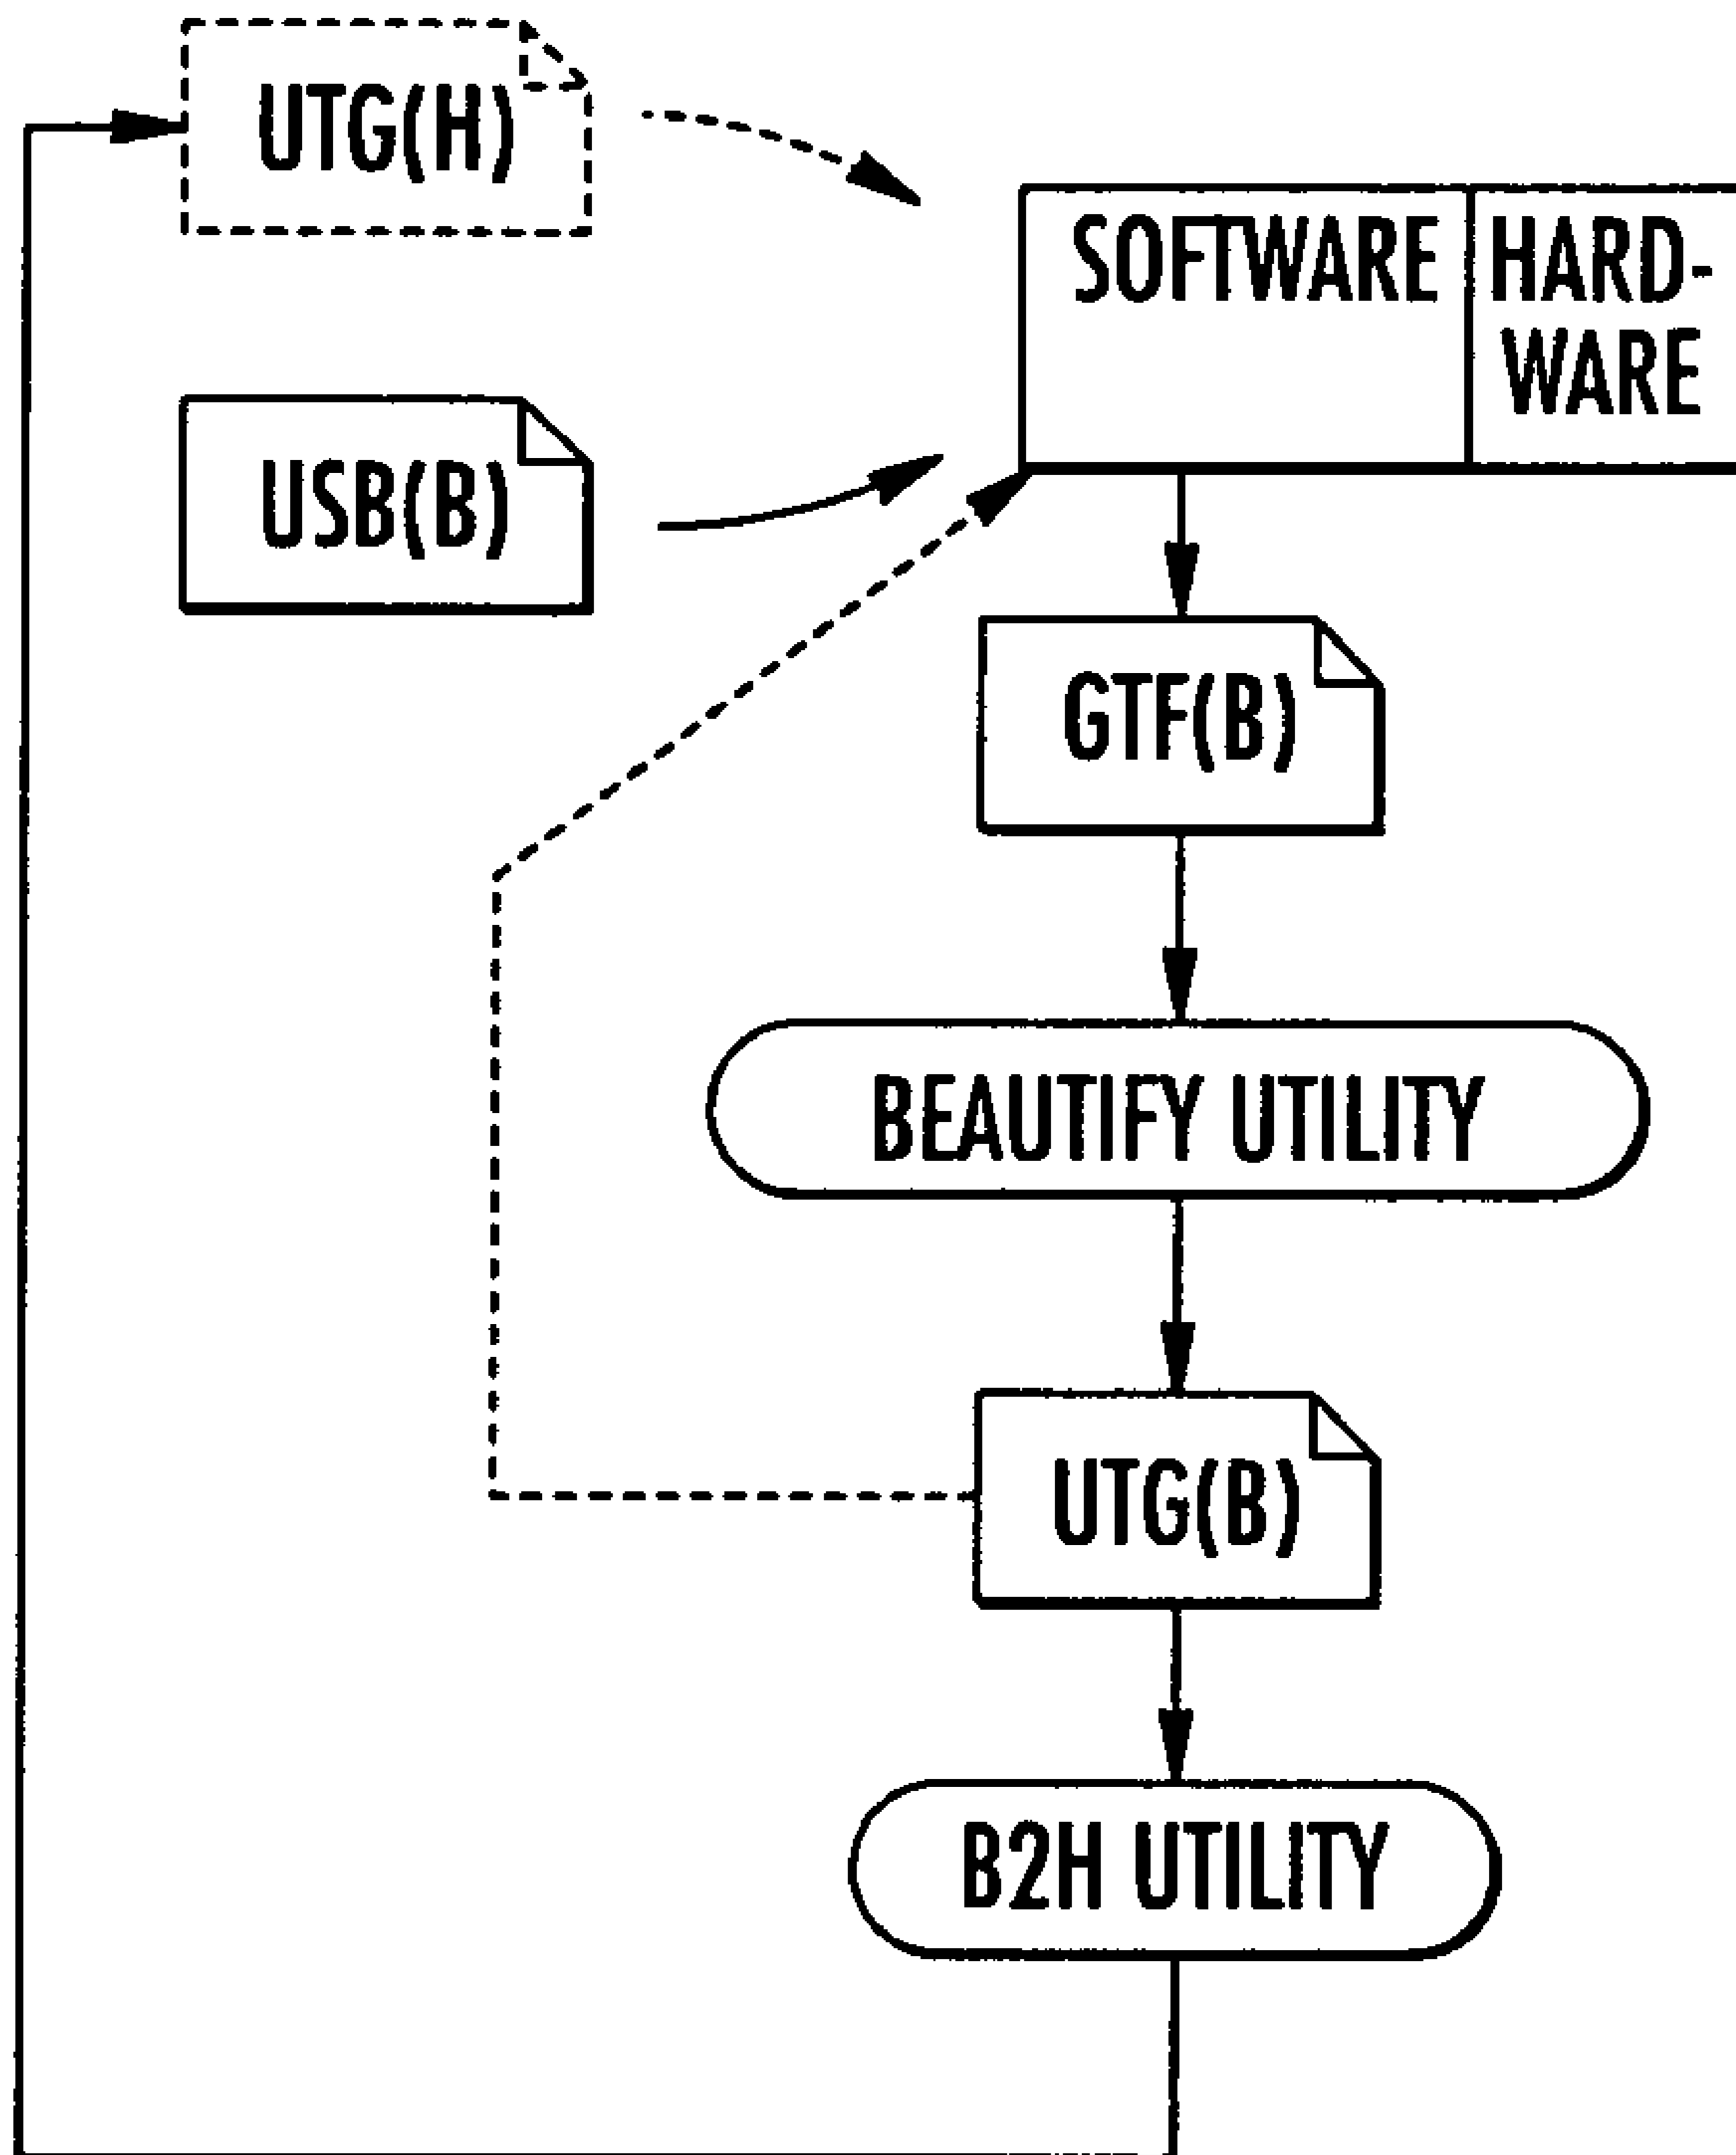 UTG(H)
SOFTWARE
HARD-
WARE
USB(B)
GTF(B)
BEAUTIFY UTILITY
UTG(B)
B2H UTILITY